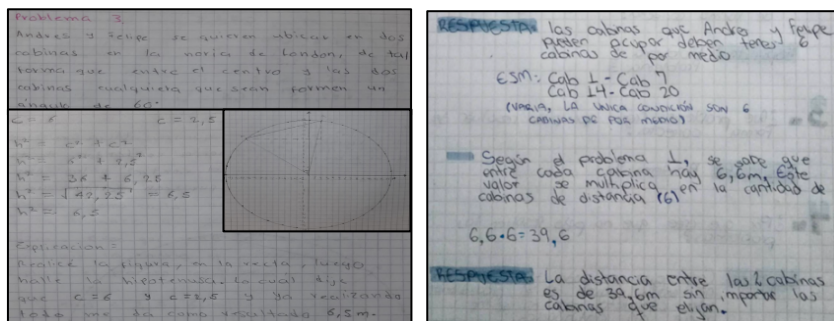 Problema 3.
Andres y Felipe se quieren ubicar en dos
cabinas en la noria de London, de tal
forma que entre el centro y las dos
cabinas cualquiera que sean formen un
ángulo de 60°
c = 6 c = 2,5
h² = c² + c²
h² = 6² + 2,5²
h² = 36 + 6,25
h² = √42,25 = 6,5
h² = 6,5
Explicacion =
Realice la figura, en la recta, luego
halle la hipotenusa, la cual dije
que c=6 y c=2,5 y ya realizando
todo me da como resultado 6,5m.
RESPUESTA: las cabinas que Andres y Felipe
pueden ocupar deben tener 6
cabinas de por medio
Cab 1 - Cab 7
Cab 14 - Cab 20
(VARIA, LA UNICA CONDICIÓN SON 6
CABINAS DE POR MEDIO)
Según el problema 1, se sabe que
entre cada cabina hay 6,6m, Este
valor se multiplica en la cantidad de
cabinas de distancia (6)
6,6 • 6 = 39,6
RESPUESTA: La distancia entre las 2 cabinas
es de 39,6m sin importar las
cabinas que elijan.